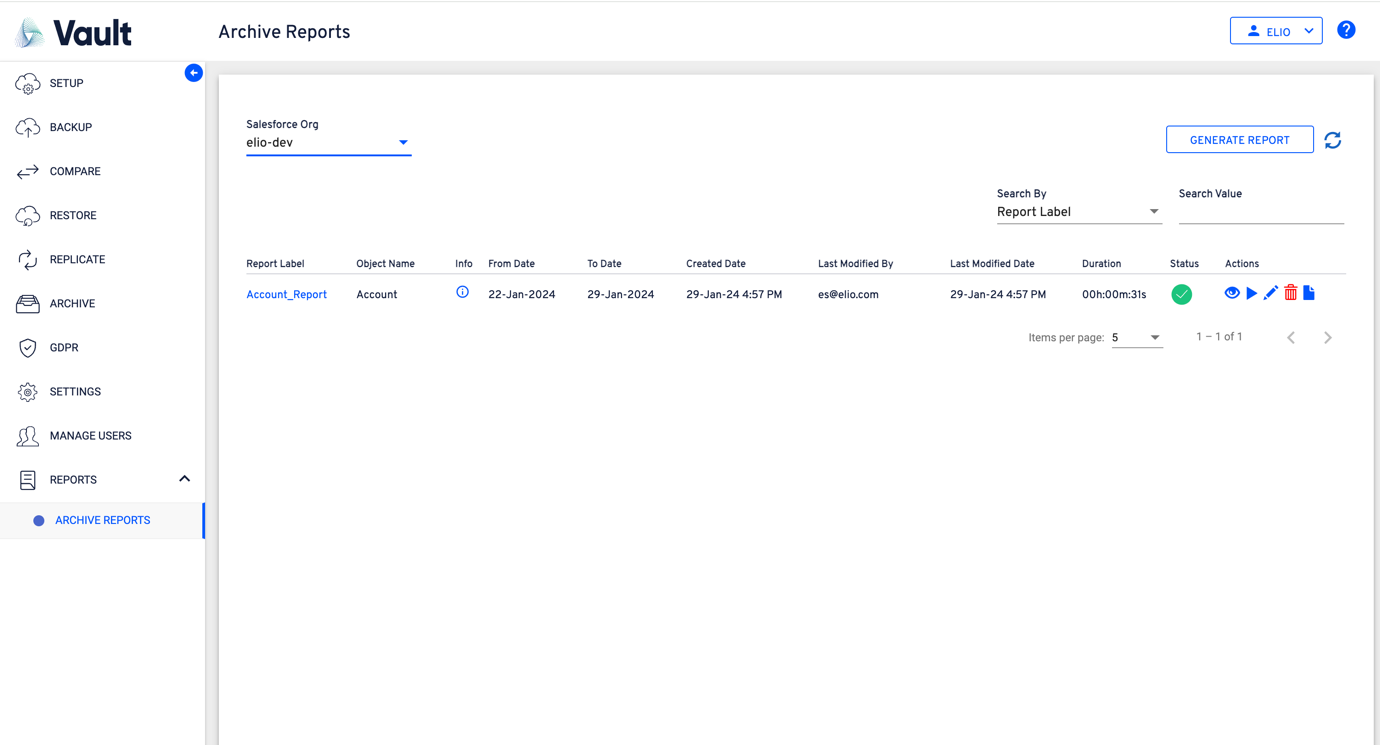 Vault
Archive Reports
ELIO
?
SETUP
BACKUP
COMPARE
RESTORE
REPLICATE
ARCHIVE
GDPR
SETTINGS
MANAGE USERS
REPORTS
ARCHIVE REPORTS
Salesforce Org
elio-dev
GENERATE REPORT
Search By
Report Label
Search Value
Report Label Object Name Info From Date To Date Created Date Last Modified By Last Modified Date Duration Status Actions
Account_Report Account 22-Jan-2024 29-Jan-2024 29-Jan-24 4:57 PM es@elio.com 29-Jan-24 4:57 PM 00h:00m:31s
Items per page: 5 1 – 1 of 1